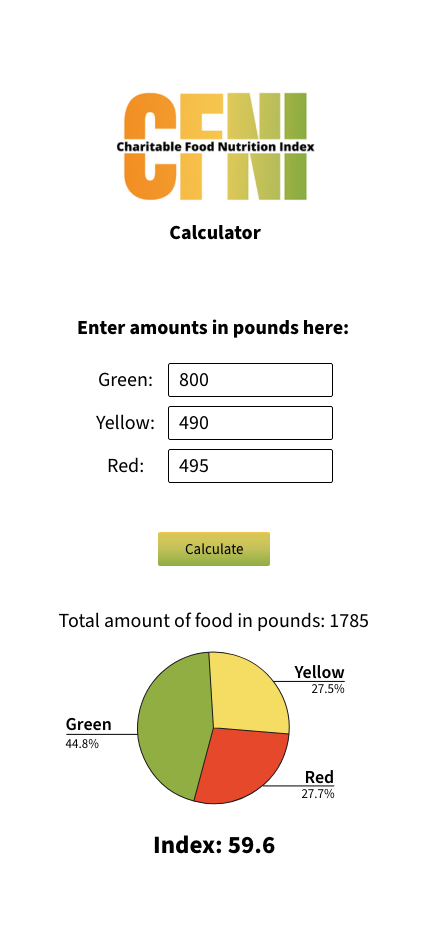 CFNI
Charitable Food Nutrition Index
Calculator
Enter amounts in pounds here:
Green: 800
Yellow: 490
Red: 495
Calculate
Total amount of food in pounds: 1785
Yellow
27.5%
Green
44.8%
Red
27.7%
Index: 59.6